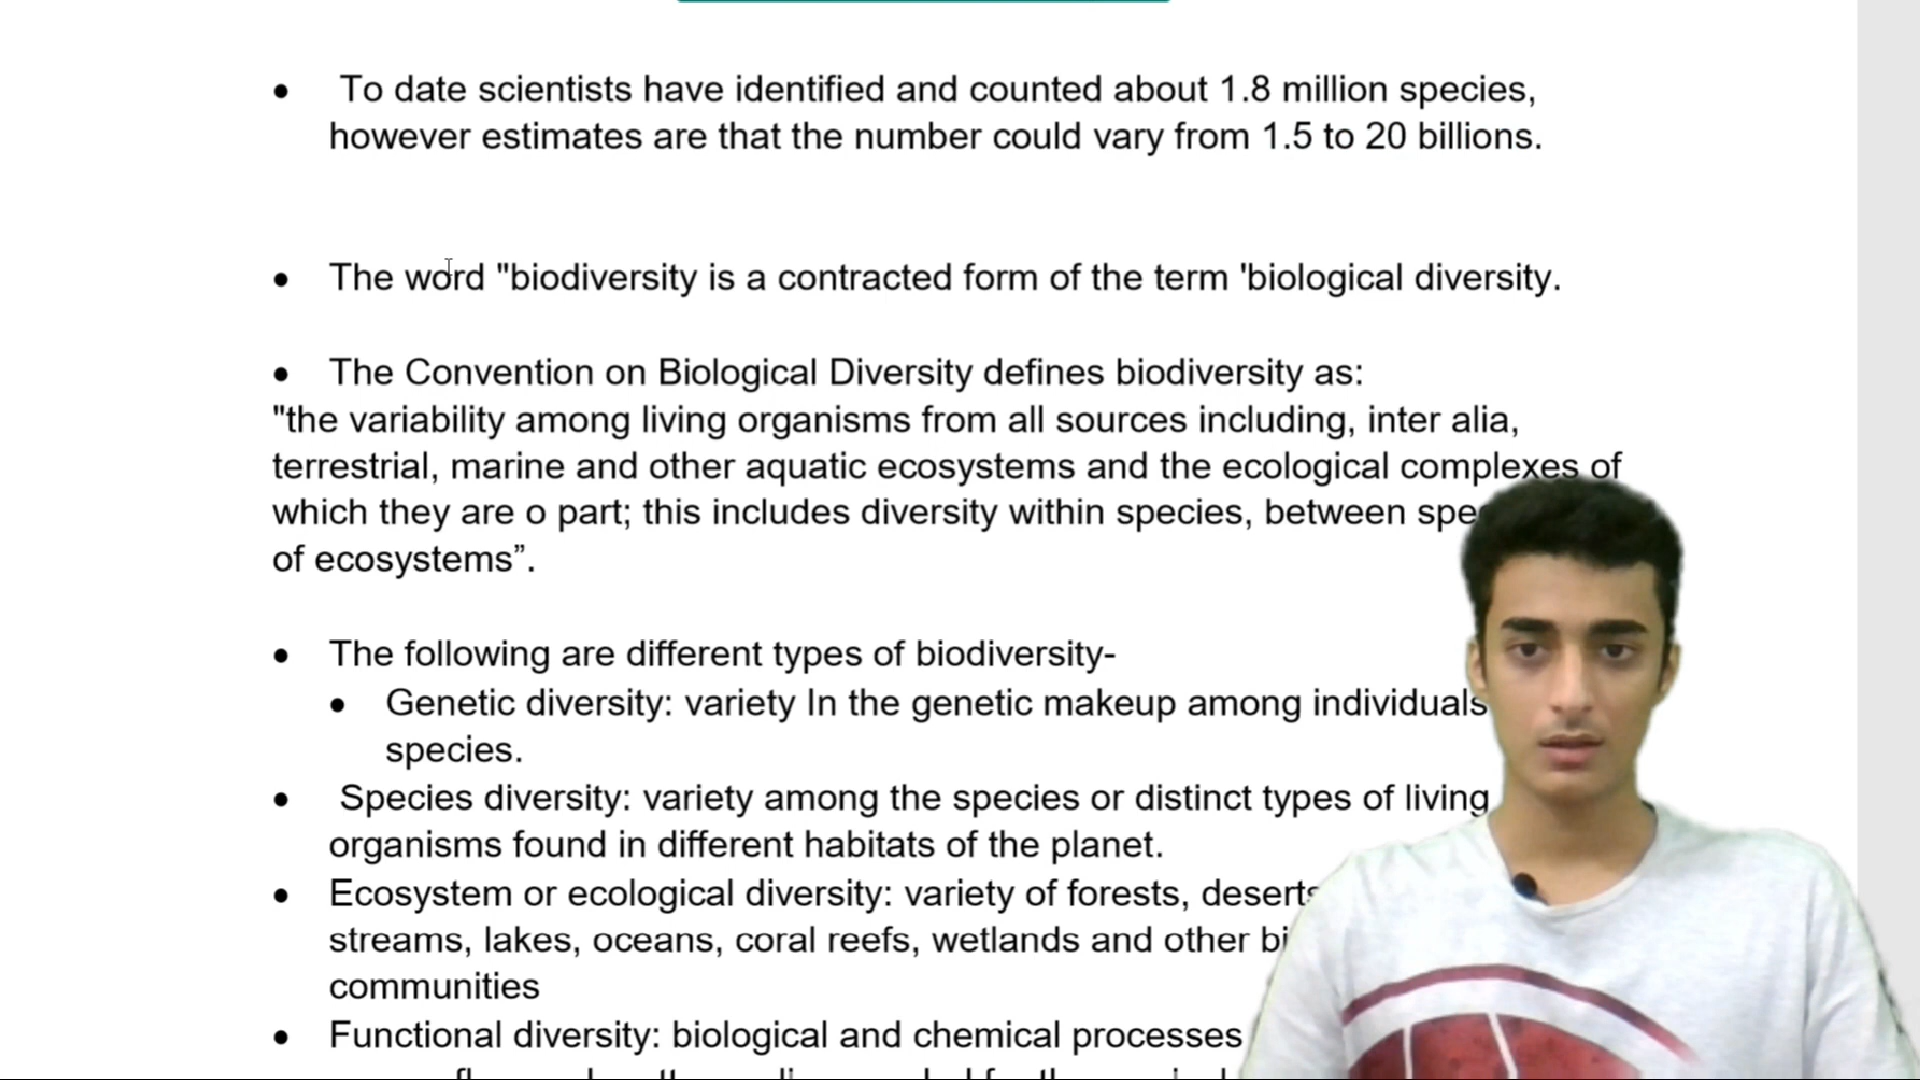 • To date scientists have identified and counted about 1.8 million species,
however estimates are that the number could vary from 1.5 to 20 billions.
• The word "biodiversity is a contracted form of the term 'biological diversity.
• The Convention on Biological Diversity defines biodiversity as:
"the variability among living organisms from all sources including, inter alia,
terrestrial, marine and other aquatic ecosystems and the ecological complexes of
which they are o part; this includes diversity within species, between
of ecosystems”.
• The following are different types of biodiversity-
• Genetic diversity: variety In the genetic makeup among individuals
species.
• Species diversity: variety among the species or distinct types of living
organisms found in different habitats of the planet.
• Ecosystem or ecological diversity: variety of forests, deserts
streams, lakes, oceans, coral reefs, wetlands and other
communities
• Functional diversity: biological and chemical processes